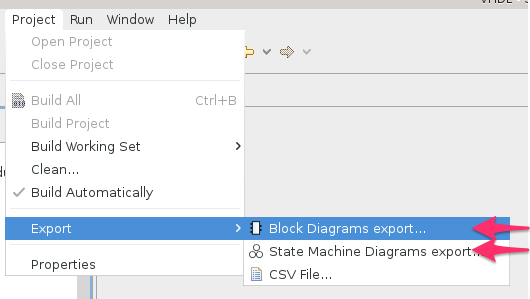 Project Run Window Help
Open Project
Close Project
Build All Ctrl+B
Build Project
Build Working Set
Clean...
Build Automatically
Export
Block Diagrams export...
State Machine Diagrams export...
CSV File...
Properties